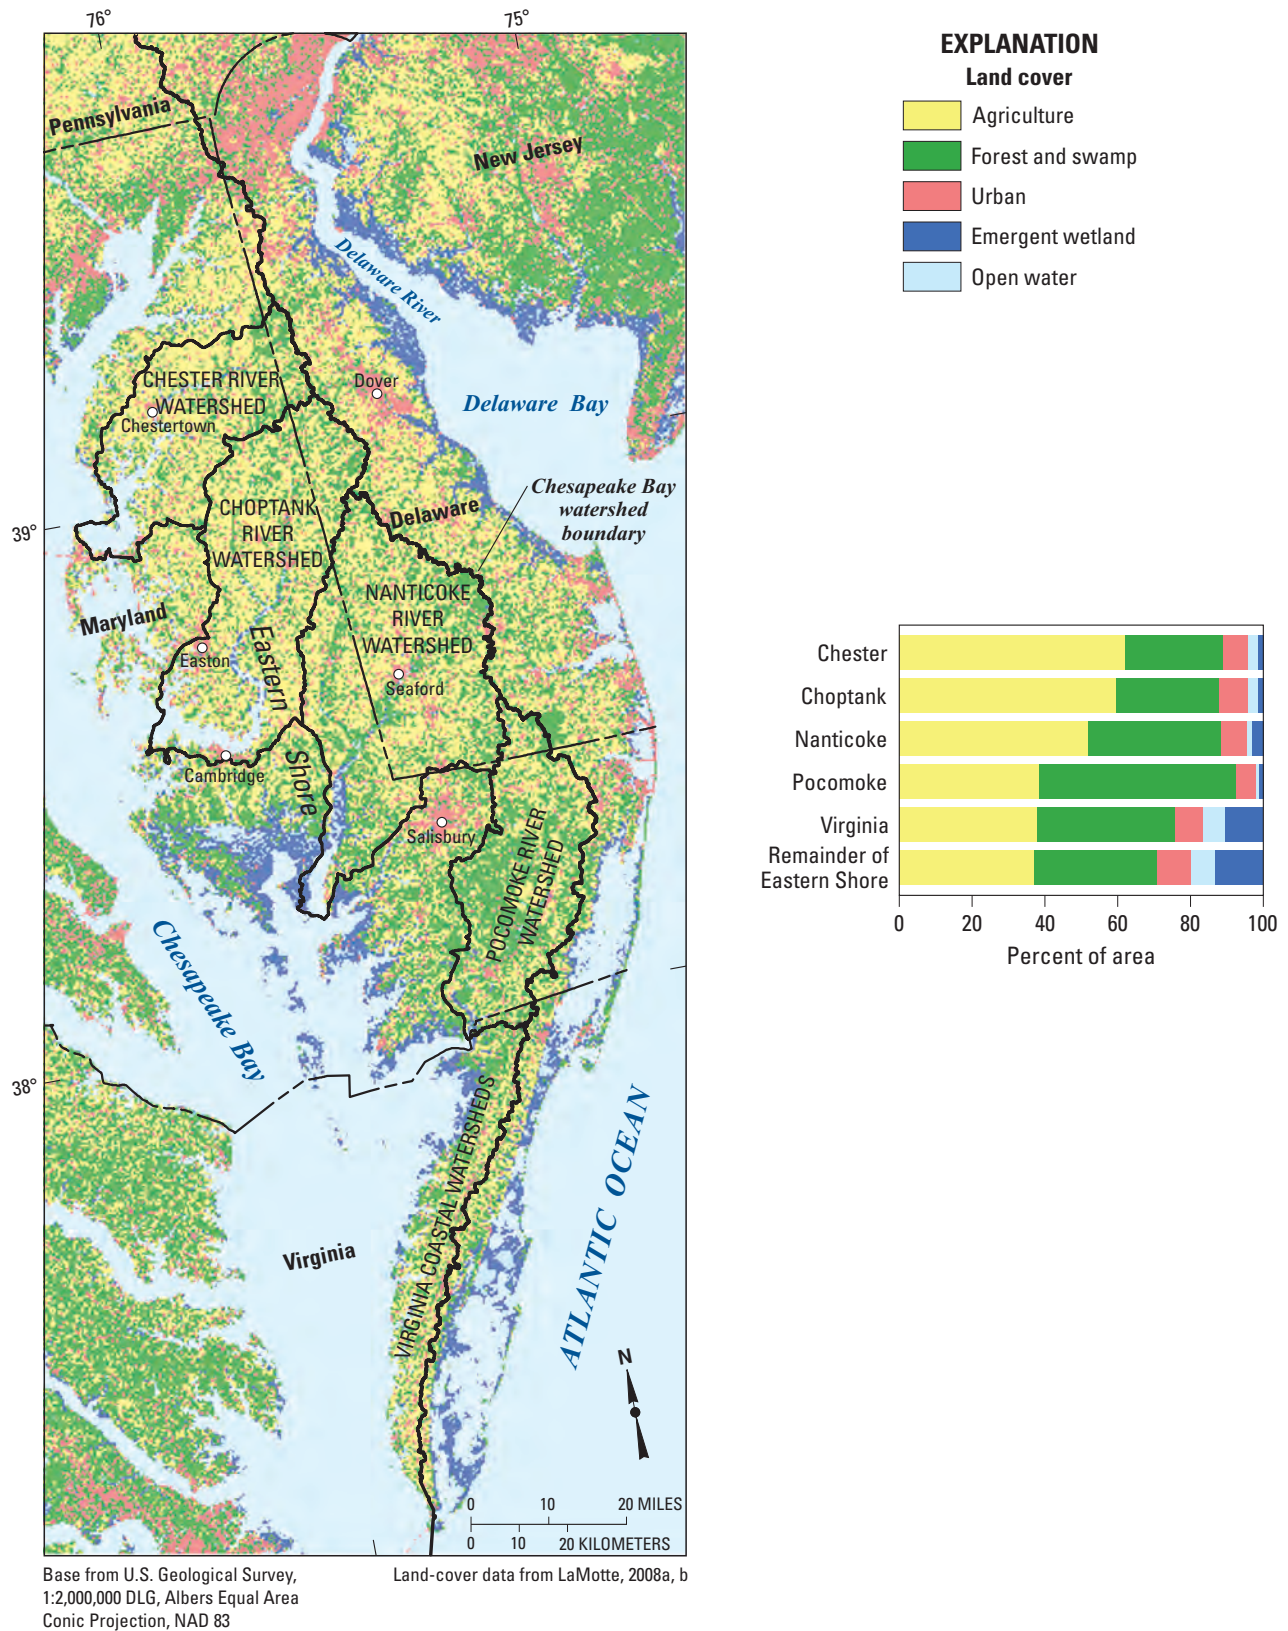 76°
75°
Pennsylvania
New Jersey
Delaware River
CHESTER RIVER
WATERSHED
Chestertown
Dover
Delaware Bay
Chesapeake Bay
watershed
boundary
39°
CHOPTANK
RIVER
WATERSHED
Delaware
NANTICOKE
RIVER
WATERSHED
Maryland
Easton
Eastern
Shore
Seaford
Cambridge
Salisbury
POCOMOKE RIVER
WATERSHED
Chesapeake Bay
38°
VIRGINIA COASTAL WATERSHEDS
Virginia
ATLANTIC OCEAN
N
0 10 20 MILES
0 10 20 KILOMETERS
Base from U.S. Geological Survey,
1:2,000,000 DLG, Albers Equal Area
Conic Projection, NAD 83
Land-cover data from LaMotte, 2008a, b
EXPLANATION
Land cover
Agriculture
Forest and swamp
Urban
Emergent wetland
Open water
Chester
Choptank
Nanticoke
Pocomoke
Virginia
Remainder of
Eastern Shore
0 20 40 60 80 100
Percent of area